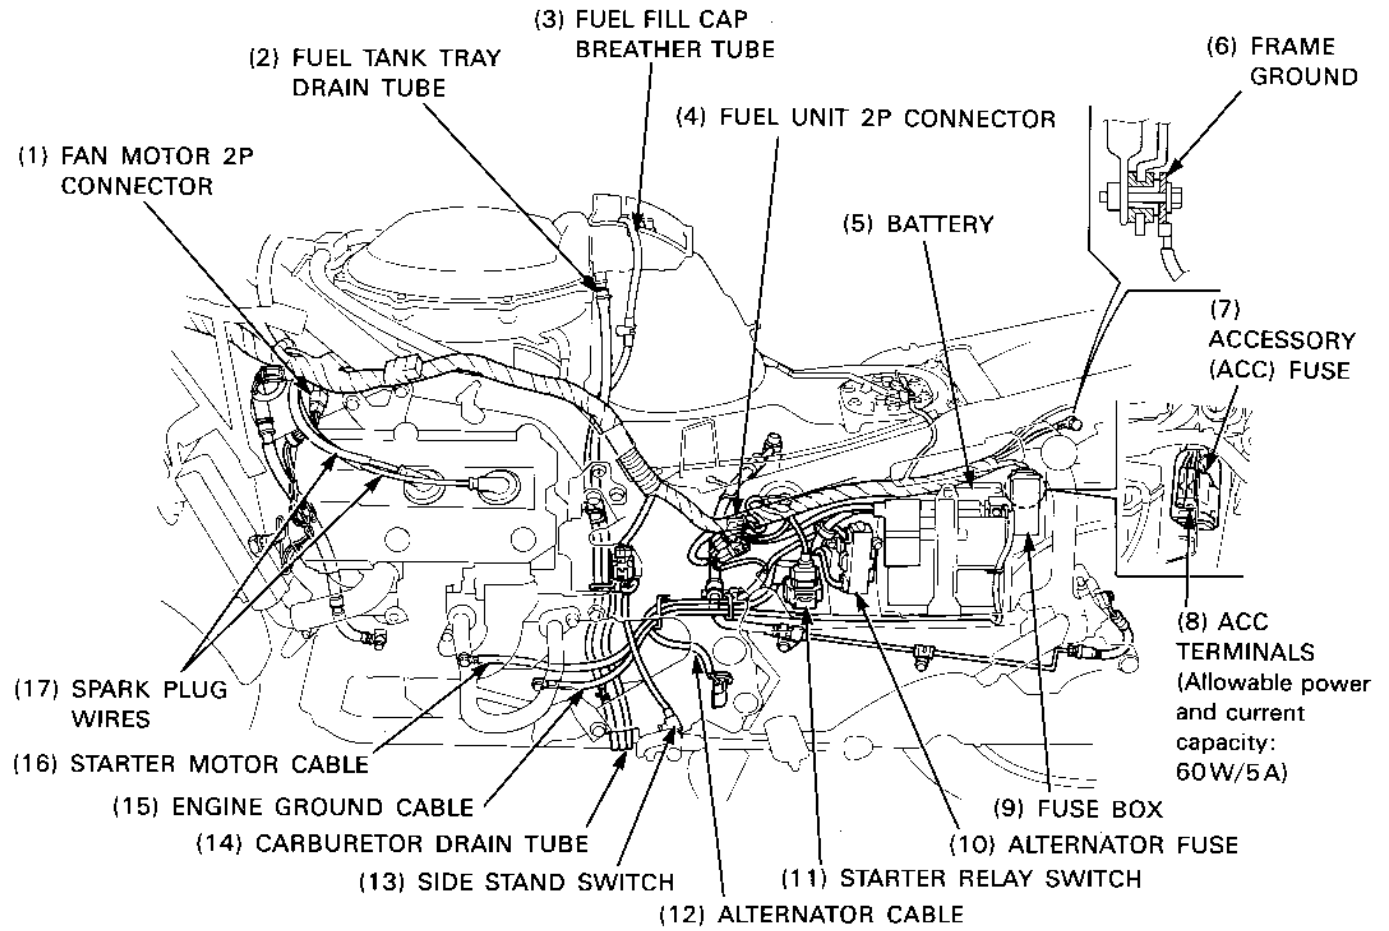 (1) FAN MOTOR 2P
CONNECTOR
(2) FUEL TANK TRAY
DRAIN TUBE
(3) FUEL FILL CAP
BREATHER TUBE
(4) FUEL UNIT 2P CONNECTOR
(5) BATTERY
(6) FRAME
GROUND
(7)
ACCESSORY
(ACC) FUSE
(8) ACC
TERMINALS
(Allowable power
and current
capacity:
60W/5A)
(9) FUSE BOX
(10) ALTERNATOR FUSE
(11) STARTER RELAY SWITCH
(12) ALTERNATOR CABLE
(13) SIDE STAND SWITCH
(14) CARBURETOR DRAIN TUBE
(15) ENGINE GROUND CABLE
(16) STARTER MOTOR CABLE
(17) SPARK PLUG
WIRES